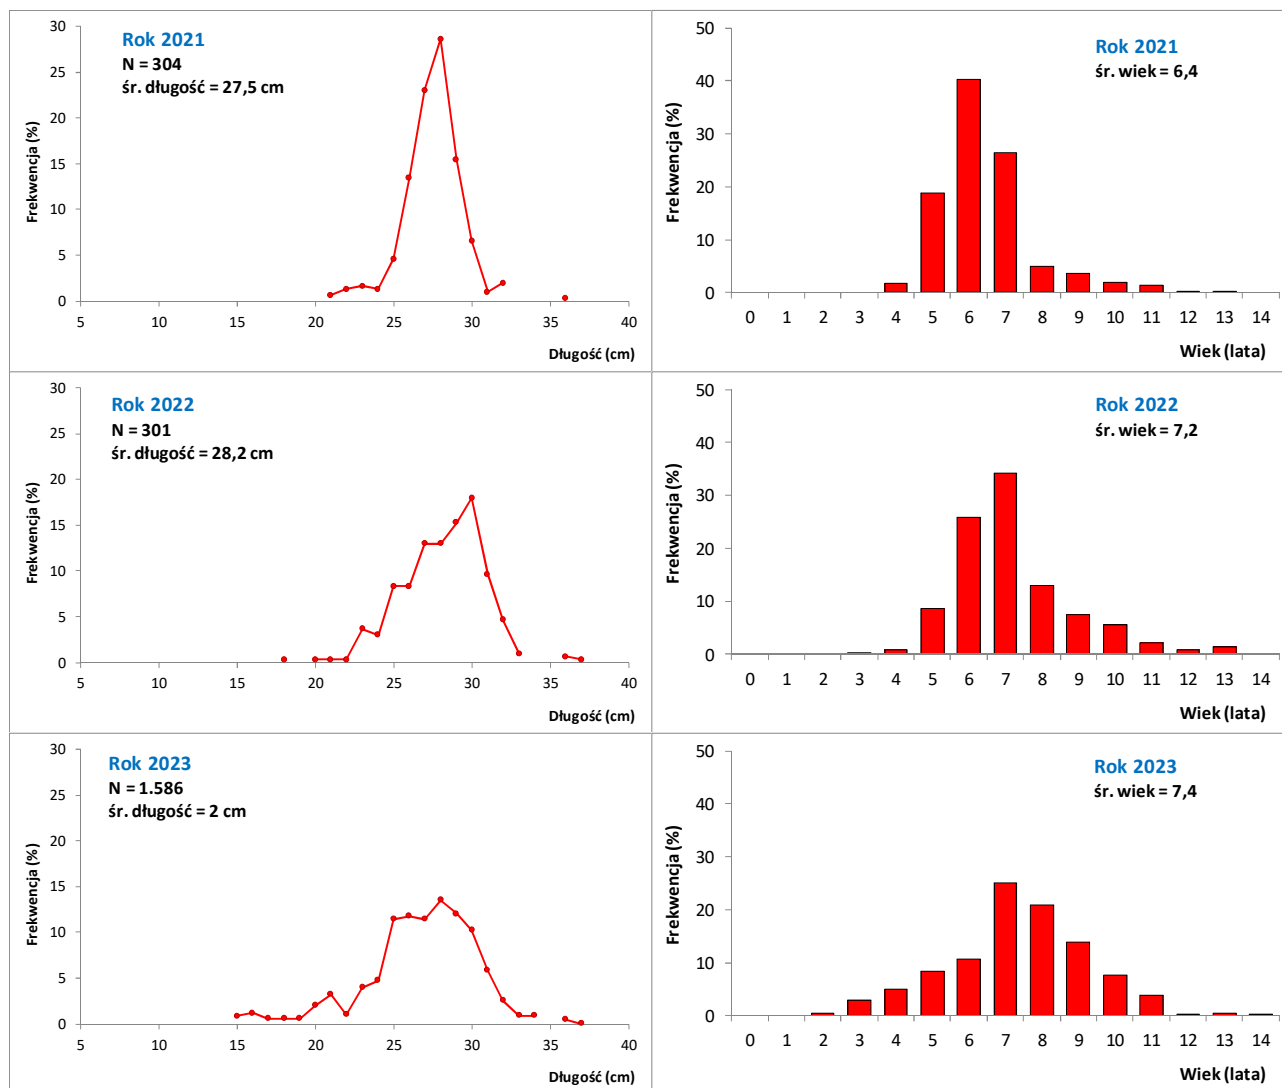 Rok 2021
N = 304
śr. długość = 27,5 cm
Frekwencja (%)
30
25
20
15
10
5
0
5 10 15 20 25 30 35 40
Długość (cm)
Rok 2021
śr. wiek = 6,4
Frekwencja (%)
50
40
30
20
10
0
0 1 2 3 4 5 6 7 8 9 10 11 12 13 14
Wiek (lata)
Rok 2022
N = 301
śr. długość = 28,2 cm
Frekwencja (%)
30
25
20
15
10
5
0
5 10 15 20 25 30 35 40
Długość (cm)
Rok 2022
śr. wiek = 7,2
Frekwencja (%)
50
40
30
20
10
0
0 1 2 3 4 5 6 7 8 9 10 11 12 13 14
Wiek (lata)
Rok 2023
N = 1.586
śr. długość = 2 cm
Frekwencja (%)
30
25
20
15
10
5
0
5 10 15 20 25 30 35 40
Długość (cm)
Rok 2023
śr. wiek = 7,4
Frekwencja (%)
50
40
30
20
10
0
0 1 2 3 4 5 6 7 8 9 10 11 12 13 14
Wiek (lata)